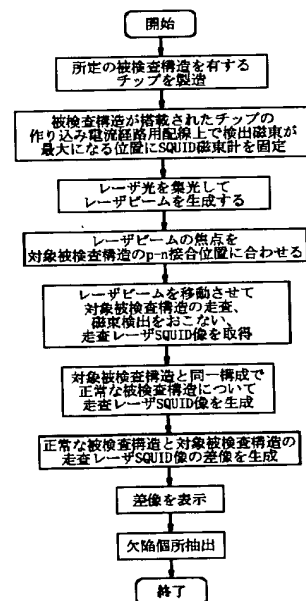 開始
所定の被検査構造を有する
チップを製造
被検査構造が搭載されたチップの
作り込み電流経路用配線上で検出磁束が
最大になる位置にSQUID磁束計を固定
レーザ光を集光して
レーザビームを生成する
レーザビームの焦点を
対象被検査構造のp-n接合位置に合わせる
レーザビームを移動させて
対象被検査構造の走査、
磁束検出をおこない、
走査レーザSQUID像を取得
対象被検査構造と同一構成で
正常な被検査構造について
走査レーザSQUID像を生成
正常な被検査構造と対象被検査構造の
走査レーザSQUID像の差像を生成
差像を表示
欠陥個所抽出
終了